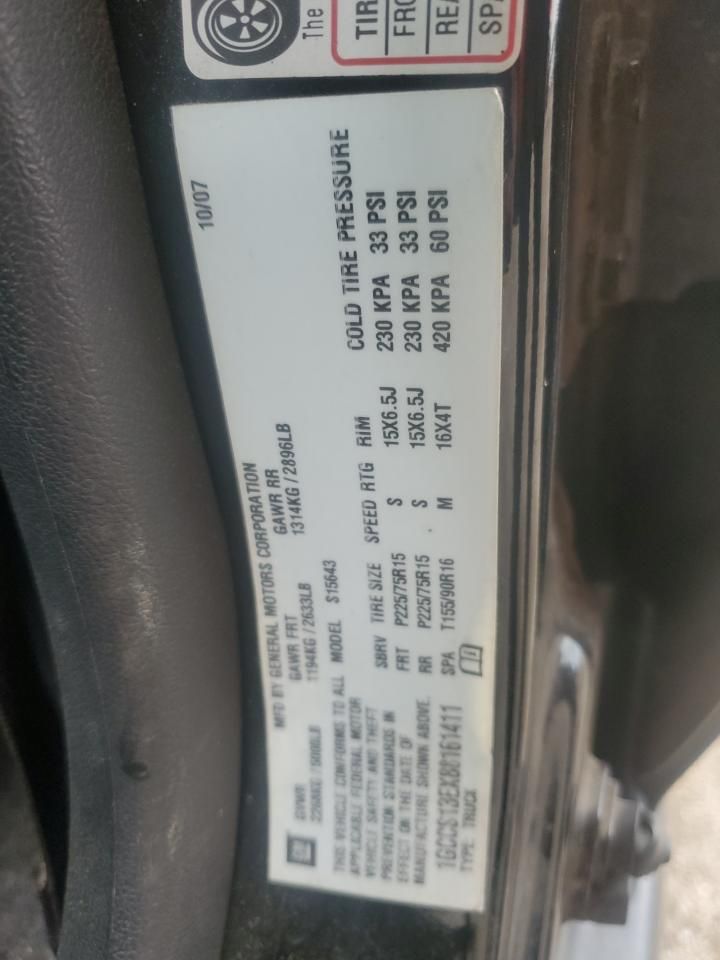 The
TIR
FRO
REA
SPA
10/07
GM
MFD BY GENERAL MOTORS CORPORATION
GVWR GAWR FRT GAWR RR
2268KG / 5000LB 1194KG / 2633LB 1314KG / 2896LB
THIS VEHICLE CONFORMS TO ALL
APPLICABLE FEDERAL MOTOR
VEHICLE SAFETY AND THEFT
PREVENTION STANDARDS IN
EFFECT ON THE DATE OF
MANUFACTURE SHOWN ABOVE.
1GCCS13EX88161411
TYPE: TRUCK
MODEL S15643
SBRV TIRE SIZE SPEED RTG RIM COLD TIRE PRESSURE
FRT P225/75R15 S 15X6.5J 230 KPA 33 PSI
RR P225/75R15 S 15X6.5J 230 KPA 33 PSI
SPA T155/90R16 M 16X4T 420 KPA 60 PSI